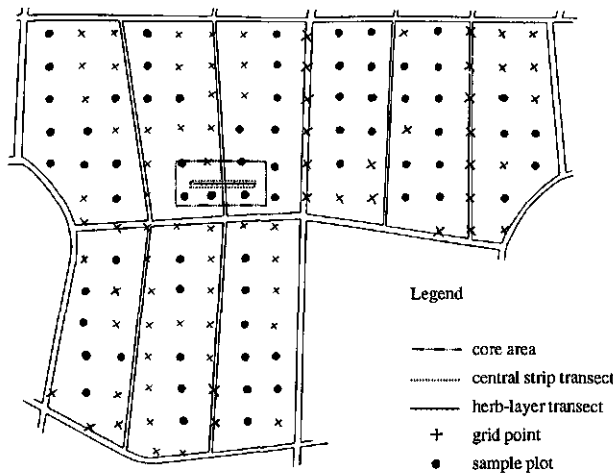 Legend
core area
central strip transect
herb-layer transect
grid point
sample plot